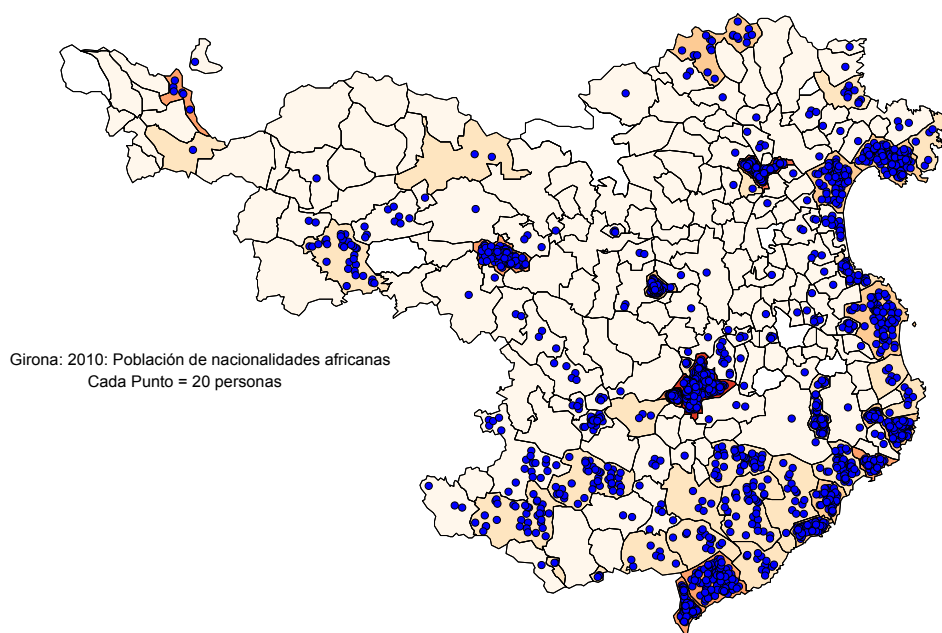 Girona: 2010: Población de nacionalidades africanas
Cada Punto = 20 personas